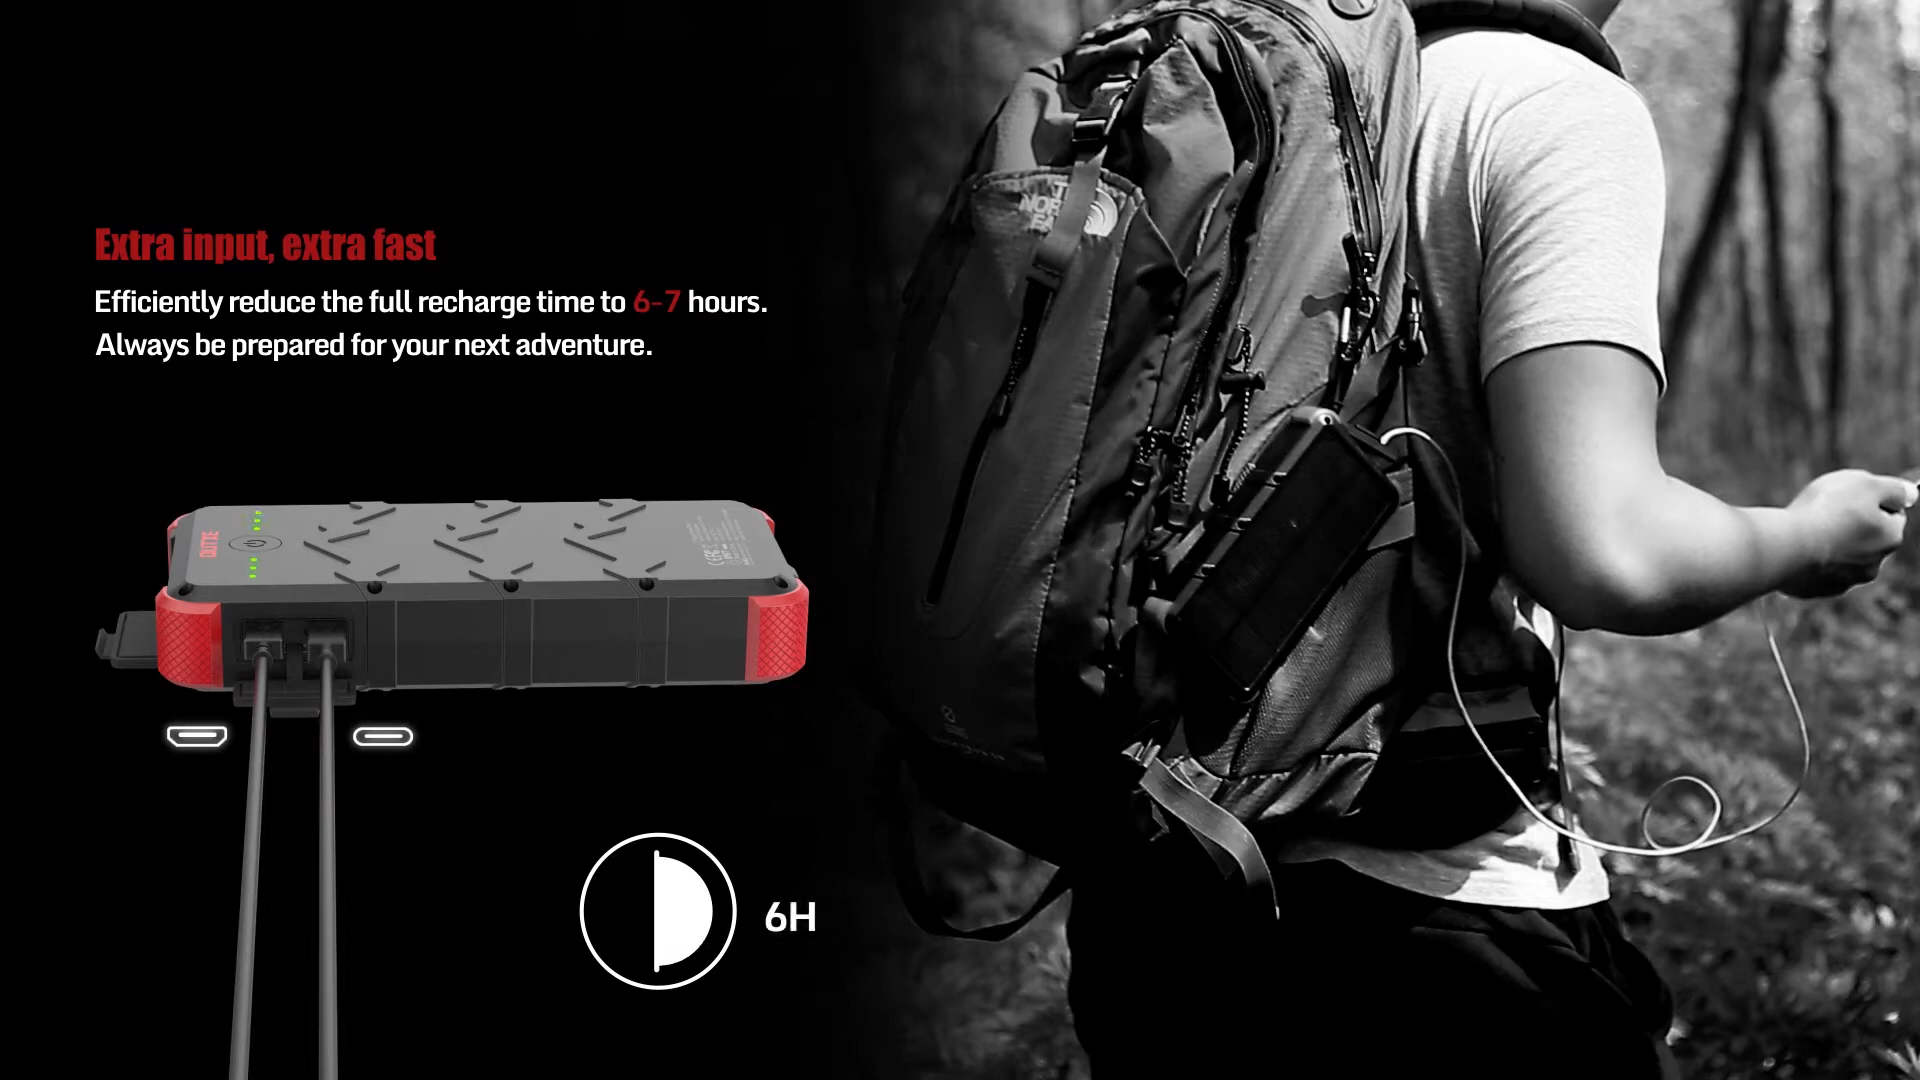 Extra input, extra fast
Efficiently reduce the full recharge time to 6-7 hours.
Always be prepared for your next adventure.
6H